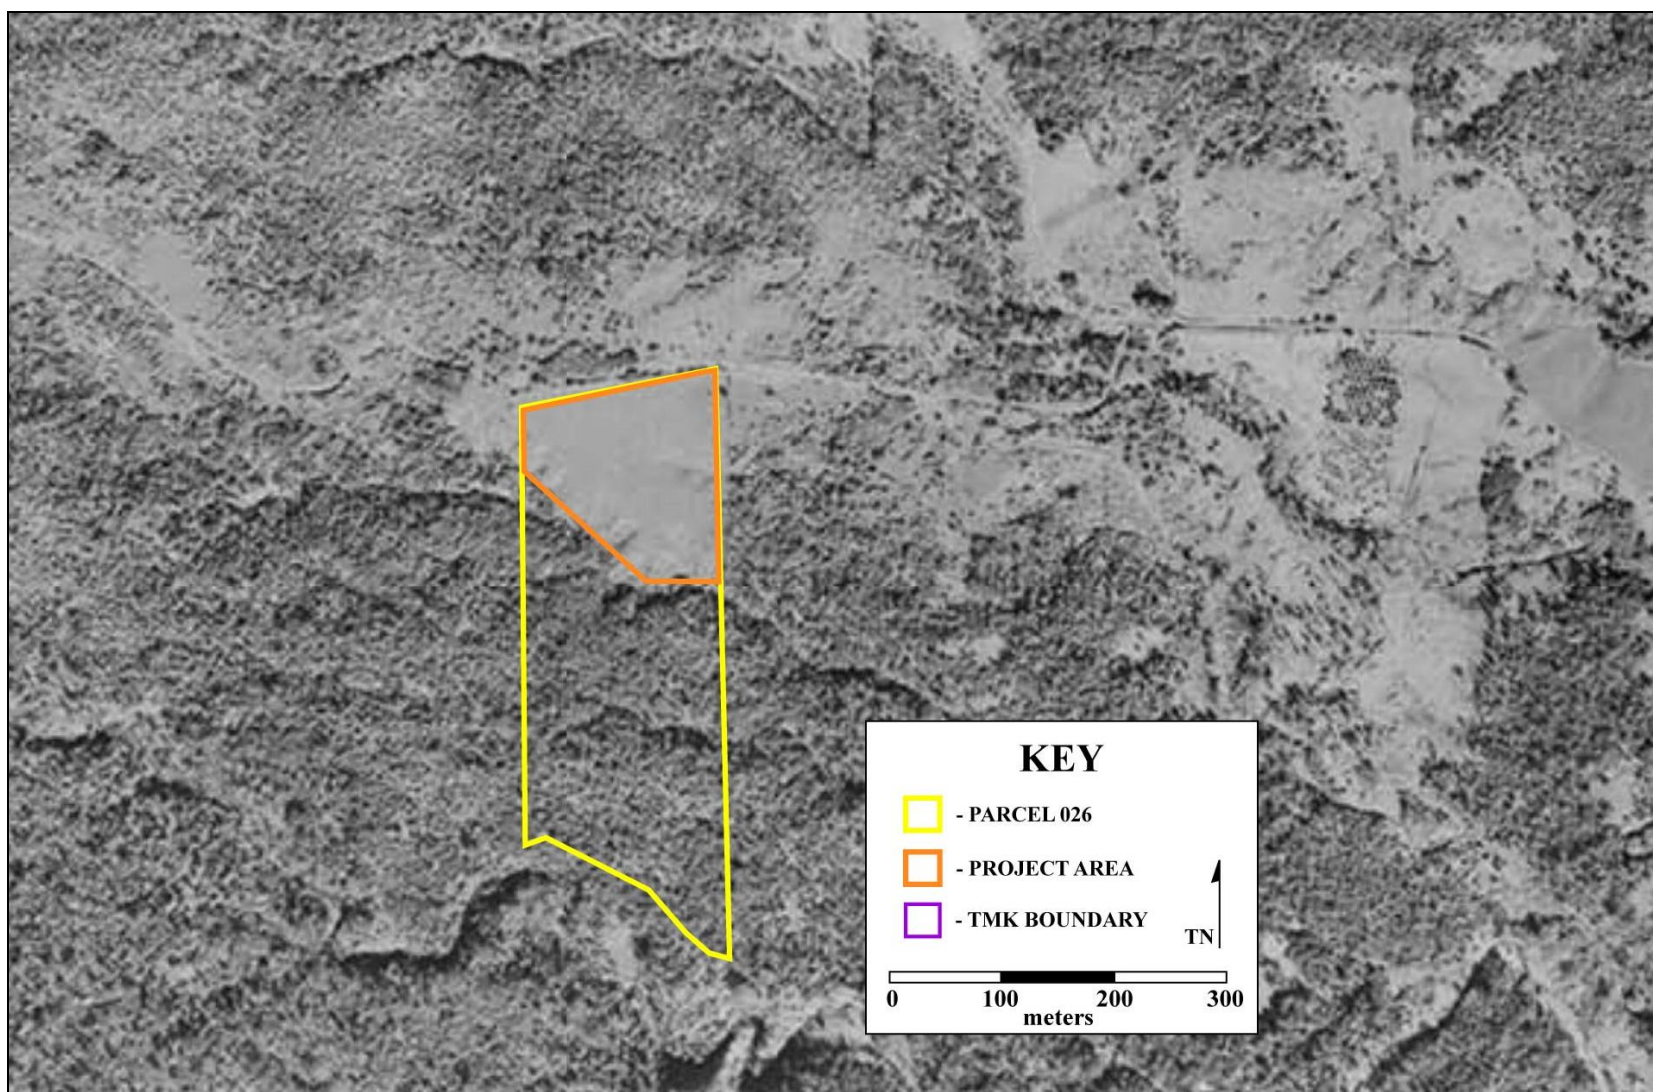 KEY
- PARCEL 026
- PROJECT AREA
- TMK BOUNDARY
TN
0 100 200 300
meters